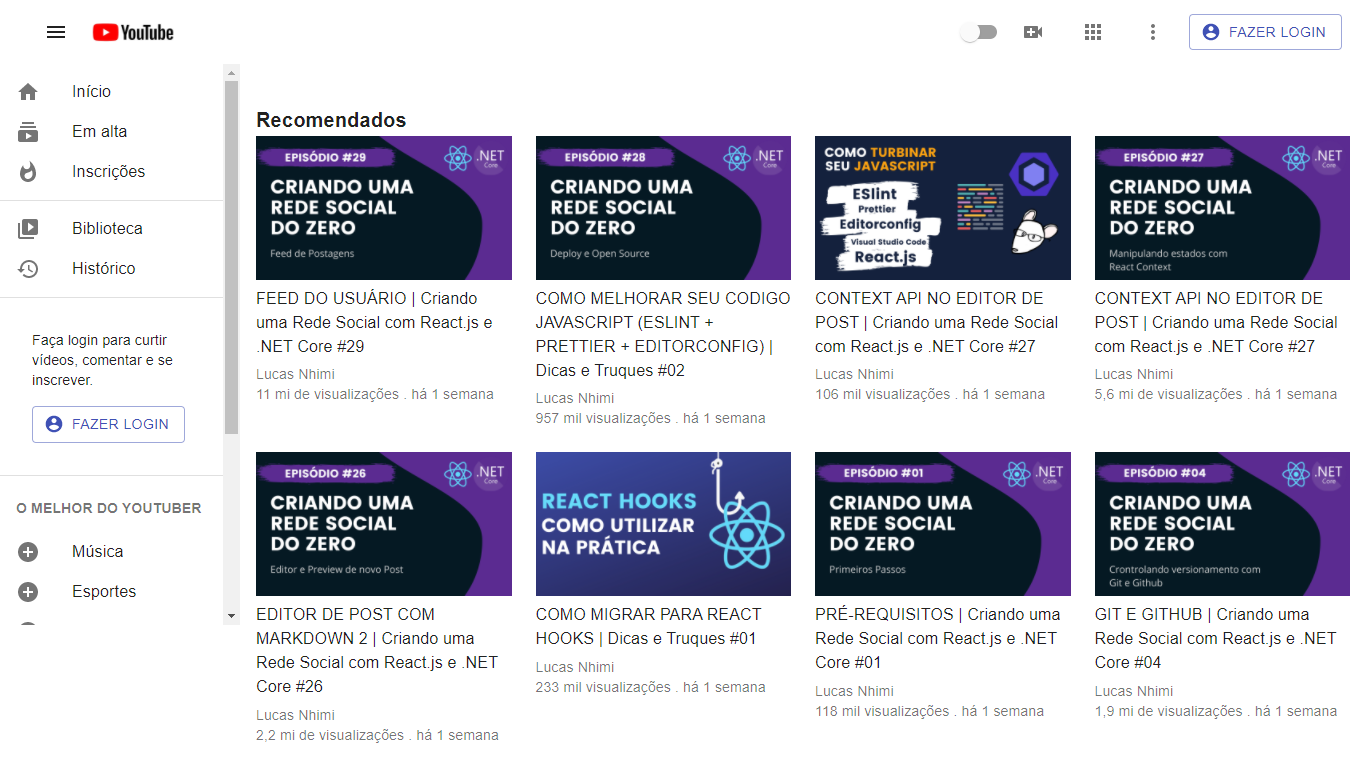 YouTube
FAZER LOGIN
Início
Em alta
Inscrições
Biblioteca
Histórico
Faça login para curtir
vídeos, comentar e se
inscrever.
FAZER LOGIN
O MELHOR DO YOUTUBER
Música
Esportes
Recomendados
EPISÓDIO #29
.NET
Core
CRIANDO UMA
REDE SOCIAL
DO ZERO
Feed de Postagens
FEED DO USUÁRIO | Criando
uma Rede Social com React.js e
.NET Core #29
Lucas Nhimi
11 mi de visualizações . há 1 semana
EPISÓDIO #28
.NET
Core
CRIANDO UMA
REDE SOCIAL
DO ZERO
Deploy e Open Source
COMO MELHORAR SEU CODIGO
JAVASCRIPT (ESLINT +
PRETTIER + EDITORCONFIG) |
Dicas e Truques #02
Lucas Nhimi
957 mil visualizações . há 1 semana
COMO TURBINAR
SEU JAVASCRIPT
ESlint
Prettier
Editorconfig
Visual Studio Code
React.js
CONTEXT API NO EDITOR DE
POST | Criando uma Rede Social
com React.js e .NET Core #27
Lucas Nhimi
106 mil visualizações . há 1 semana
EPISÓDIO #27
.NET
Core
CRIANDO UMA
REDE SOCIAL
DO ZERO
Manipulando estados com
React Context
CONTEXT API NO EDITOR DE
POST | Criando uma Rede Social
com React.js e .NET Core #27
Lucas Nhimi
5,6 mi de visualizações . há 1 semana
EPISÓDIO #26
.NET
Core
CRIANDO UMA
REDE SOCIAL
DO ZERO
Editor e Preview de novo Post
EDITOR DE POST COM
MARKDOWN 2 | Criando uma
Rede Social com React.js e .NET
Core #26
Lucas Nhimi
2,2 mi de visualizações . há 1 semana
REACT HOOKS
COMO UTILIZAR
NA PRÁTICA
COMO MIGRAR PARA REACT
HOOKS | Dicas e Truques #01
Lucas Nhimi
233 mil visualizações . há 1 semana
EPISÓDIO #01
.NET
Core
CRIANDO UMA
REDE SOCIAL
DO ZERO
Primeiros Passos
PRÉ-REQUISITOS | Criando uma
Rede Social com React.js e .NET
Core #01
Lucas Nhimi
118 mil visualizações . há 1 semana
EPISÓDIO #04
.NET
Core
CRIANDO UMA
REDE SOCIAL
DO ZERO
Crontrolando versionamento com
Git e Github
GIT E GITHUB | Criando uma
Rede Social com React.js e .NET
Core #04
Lucas Nhimi
1,9 mi de visualizações . há 1 semana